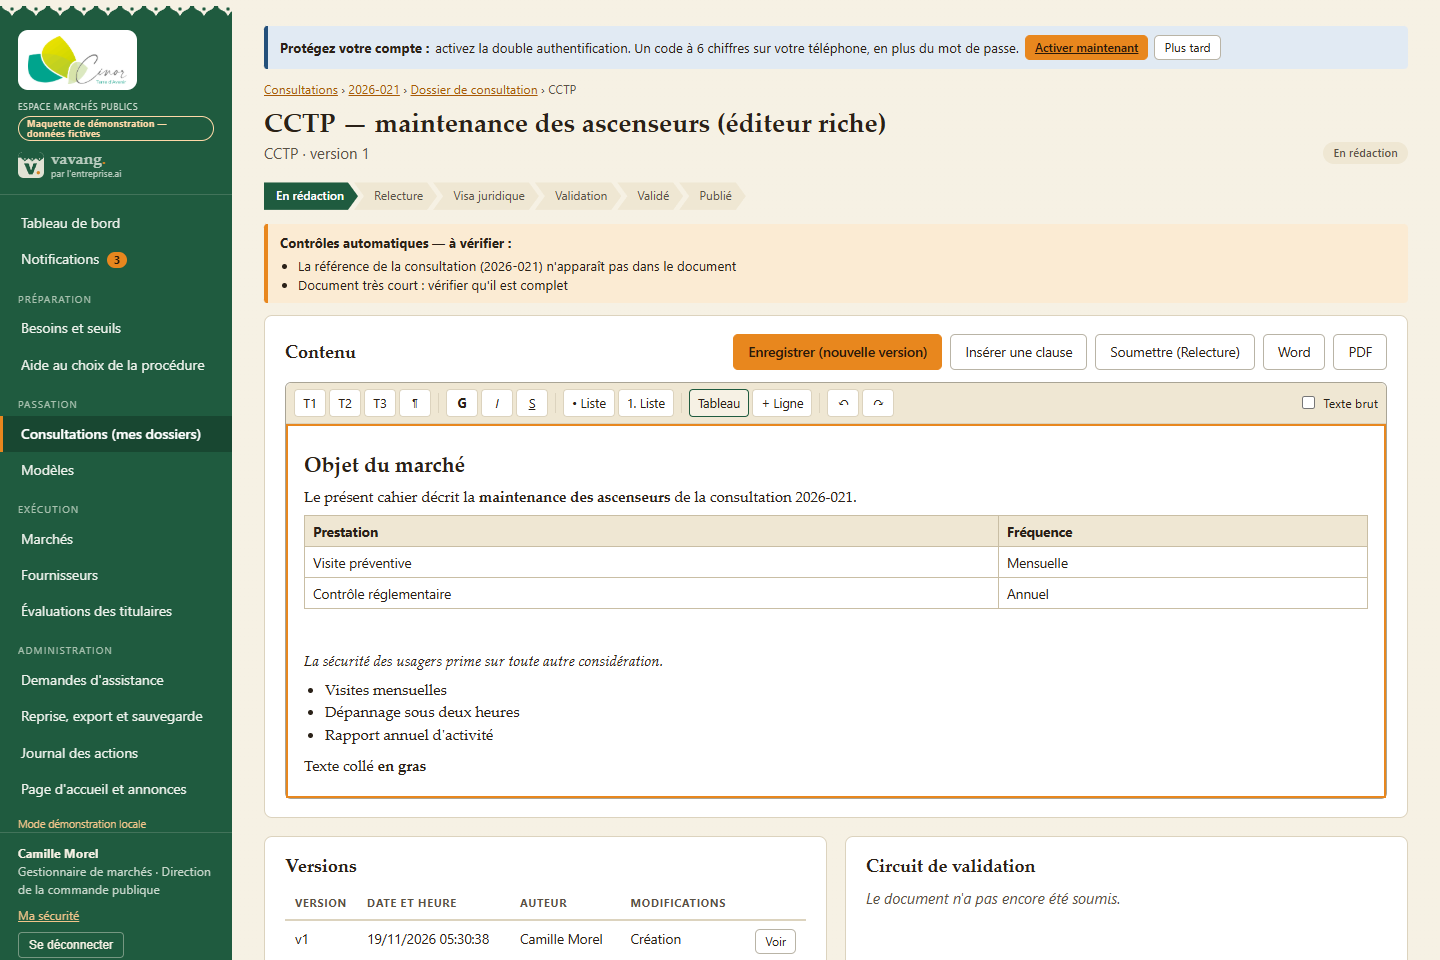 Cinor
ESPACE MARCHÉS PUBLICS
Maquette de démonstration —
données fictives
vavang.
par l'entreprise.ai
Tableau de bord
Notifications 3
PRÉPARATION
Besoins et seuils
Aide au choix de la procédure
PASSATION
Consultations (mes dossiers)
Modèles
EXÉCUTION
Marchés
Fournisseurs
Évaluations des titulaires
ADMINISTRATION
Demandes d'assistance
Reprise, export et sauvegarde
Journal des actions
Page d'accueil et annonces
Mode démonstration locale
Camille Morel
Gestionnaire de marchés · Direction
de la commande publique
Ma sécurité
Se déconnecter
Protégez votre compte : activez la double authentification. Un code à 6 chiffres sur votre téléphone, en plus du mot de passe. Activer maintenant Plus tard
Consultations › 2026-021 › Dossier de consultation › CCTP
CCTP — maintenance des ascenseurs (éditeur riche)
CCTP · version 1
En rédaction
En rédaction Relecture Visa juridique Validation Validé Publié
Contrôles automatiques — à vérifier :
• La référence de la consultation (2026-021) n'apparaît pas dans le document
• Document très court : vérifier qu'il est complet
Contenu
Enregistrer (nouvelle version) Insérer une clause Soumettre (Relecture) Word PDF
T1 T2 T3 ¶ G I S • Liste 1. Liste Tableau + Ligne ↶ ↷ Texte brut
Objet du marché
Le présent cahier décrit la maintenance des ascenseurs de la consultation 2026-021.
Prestation Fréquence
Visite préventive Mensuelle
Contrôle réglementaire Annuel
La sécurité des usagers prime sur toute autre considération.
• Visites mensuelles
• Dépannage sous deux heures
• Rapport annuel d'activité
Texte collé en gras
Versions
VERSION DATE ET HEURE AUTEUR MODIFICATIONS
v1 19/11/2026 05:30:38 Camille Morel Création Voir
Circuit de validation
Le document n'a pas encore été soumis.